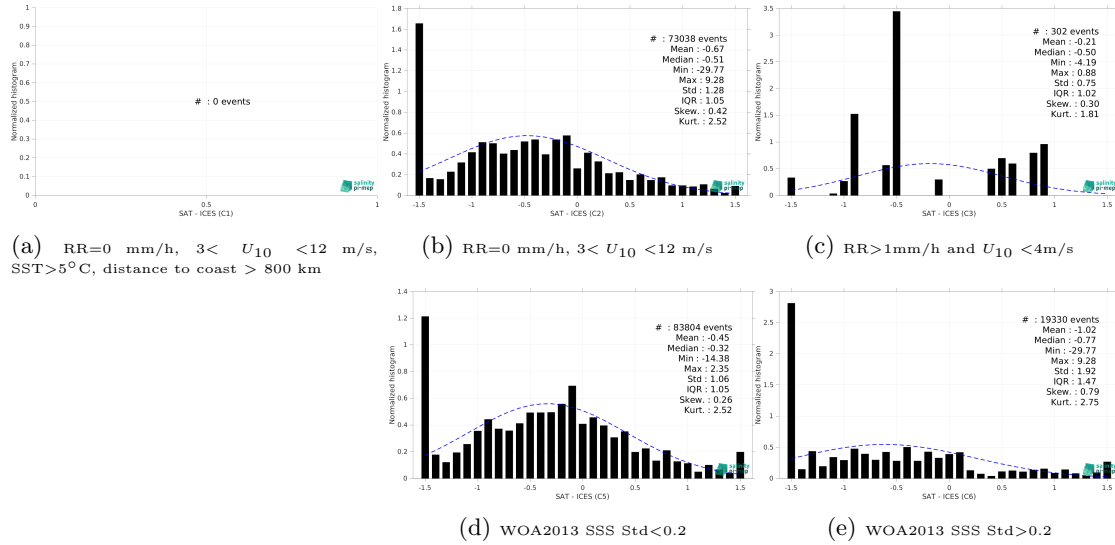 1
0.9
0.8
0.7
0.6
0.5
0.4
0.3
0.2
0.1
0
Normalized histogram
# : 0 events
0 0.5 1
SAT - ICES (C1)
salinity
pi-mep
(a) RR=0 mm/h, 3< U10 <12 m/s,
SST>5°C, distance to coast > 800 km
1.8
1.6
1.4
1.2
1
0.8
0.6
0.4
0.2
0
Normalized histogram
# : 73038 events
Mean : -0.67
Median : -0.51
Min : -29.77
Max : 9.28
Std : 1.28
IQR : 1.05
Skew. : 0.42
Kurt. : 2.52
-1.5 -1 -0.5 0 0.5 1 1.5
SAT - ICES (C2)
salinity
pi-mep
(b) RR=0 mm/h, 3< U10 <12 m/s
3.5
3
2.5
2
1.5
1
0.5
0
Normalized histogram
# : 302 events
Mean : -0.21
Median : -0.50
Min : -4.19
Max : 0.88
Std : 0.75
IQR : 1.02
Skew. : 0.30
Kurt. : 1.81
-1.5 -1 -0.5 0 0.5 1 1.5
SAT - ICES (C3)
salinity
pi-mep
(c) RR>1mm/h and U10 <4m/s
1.4
1.2
1
0.8
0.6
0.4
0.2
0
Normalized histogram
# : 83804 events
Mean : -0.45
Median : -0.32
Min : -14.38
Max : 2.35
Std : 1.06
IQR : 1.05
Skew. : 0.26
Kurt. : 2.52
-1.5 -1 -0.5 0 0.5 1 1.5
SAT - ICES (C5)
salinity
pi-mep
(d) WOA2013 SSS Std<0.2
3
2.5
2
1.5
1
0.5
0
Normalized histogram
# : 19330 events
Mean : -1.02
Median : -0.77
Min : -29.77
Max : 9.28
Std : 1.92
IQR : 1.47
Skew. : 0.79
Kurt. : 2.75
-1.5 -1 -0.5 0 0.5 1 1.5
SAT - ICES (C6)
salinity
pi-mep
(e) WOA2013 SSS Std>0.2